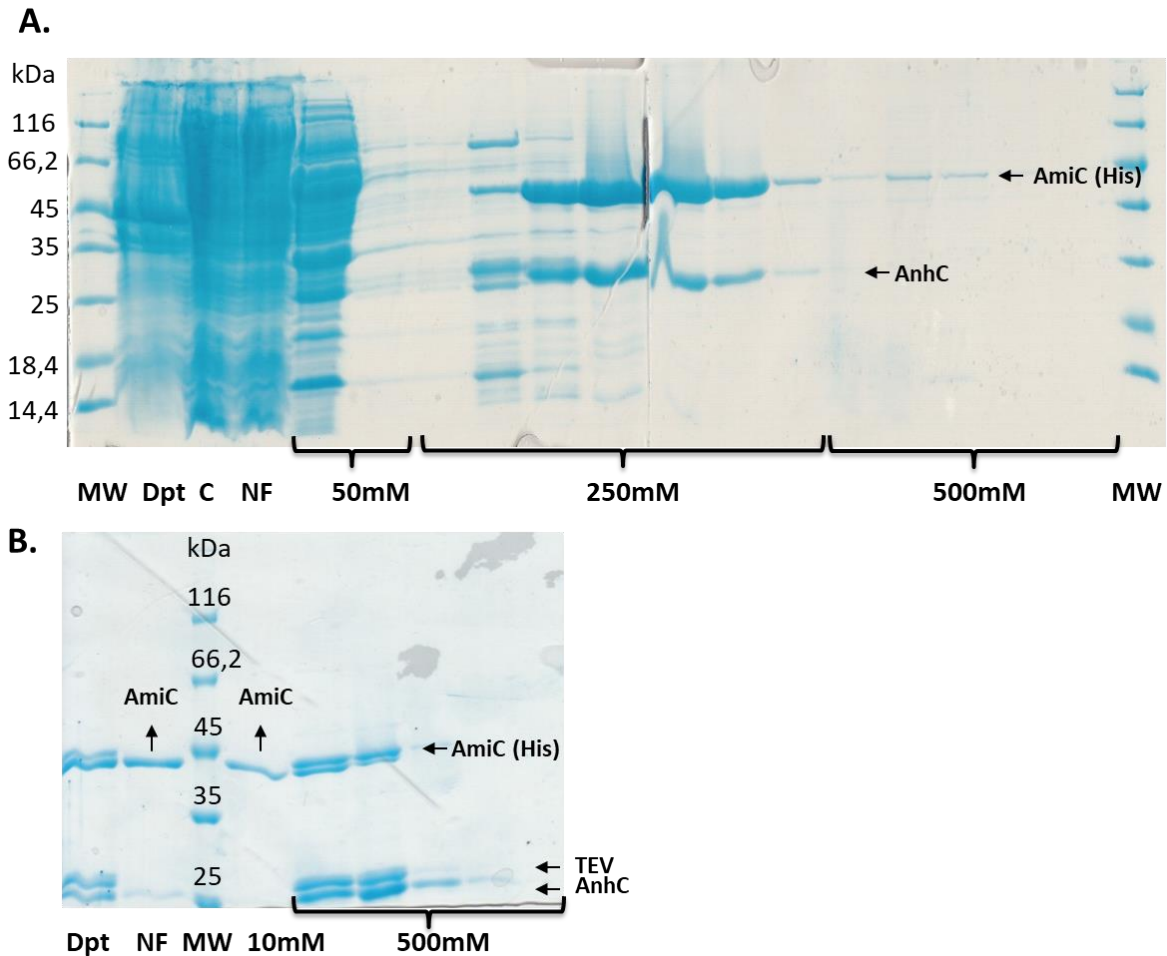 A.
kDa
116
66,2
45
35
25
18,4
14,4
AmiC (His)
AnhC
MW Dpt C NF 50mM 250mM 500mM MW
B.
kDa
116
66,2
AmiC AmiC
45
AmiC (His)
35
25
TEV
AnhC
Dpt NF MW 10mM 500mM